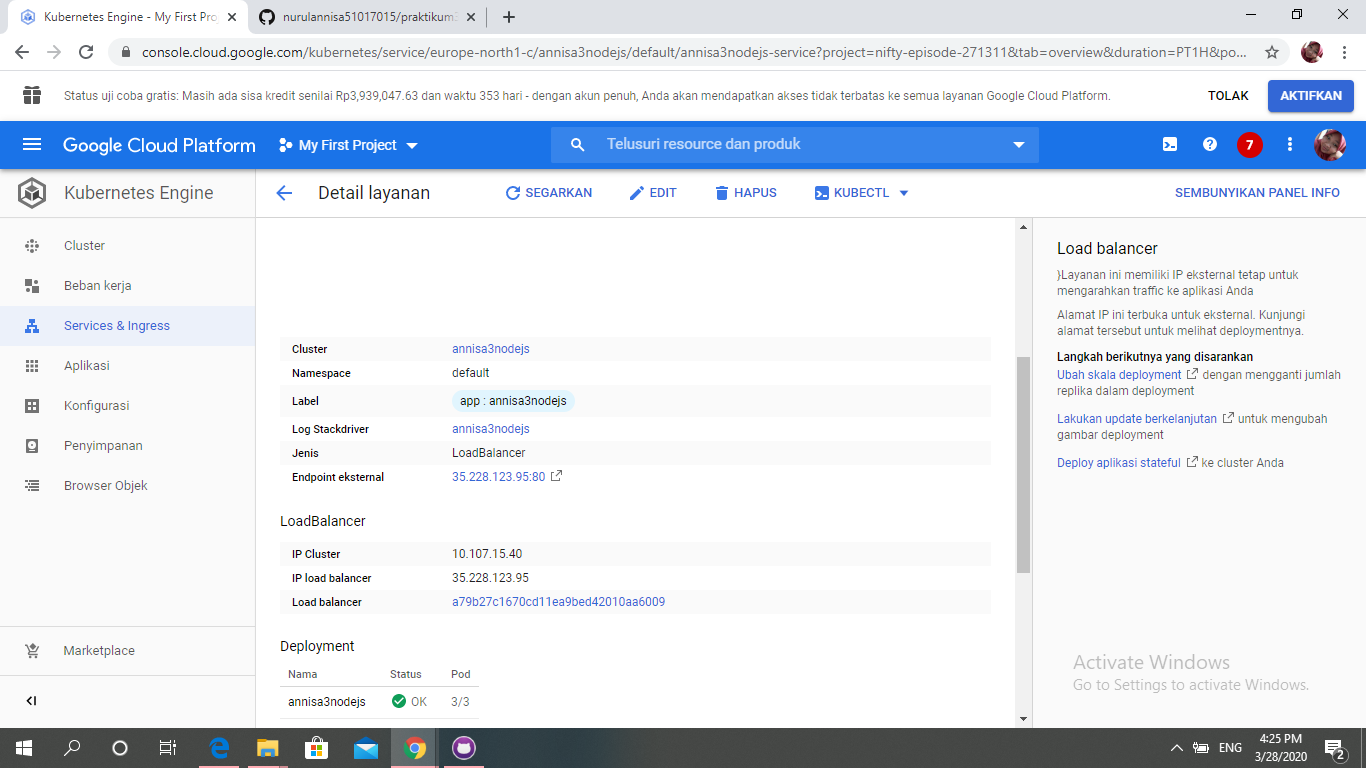 Kubernetes Engine - My First Pro
nurulannisa51017015/praktikum3
console.cloud.google.com/kubernetes/service/europe-north1-c/annisa3nodejs/default/annisa3nodejs-service?project=nifty-episode-271311&tab=overview&duration=PT1H&po...
Status uji coba gratis: Masih ada sisa kredit senilai Rp3,939,047.63 dan waktu 353 hari - dengan akun penuh, Anda akan mendapatkan akses tidak terbatas ke semua layanan Google Cloud Platform.
TOLAK
AKTIFKAN
Google Cloud Platform
My First Project
Telusuri resource dan produk
7
Kubernetes Engine
Detail layanan
SEGARKAN
EDIT
HAPUS
KUBECTL
SEMBUNYIKAN PANEL INFO
Cluster
Beban kerja
Services & Ingress
Aplikasi
Konfigurasi
Penyimpanan
Browser Objek
Marketplace
Cluster annisa3nodejs
Namespace default
Label app : annisa3nodejs
Log Stackdriver annisa3nodejs
Jenis LoadBalancer
Endpoint eksternal 35.228.123.95:80
LoadBalancer
IP Cluster 10.107.15.40
IP load balancer 35.228.123.95
Load balancer a79b27c1670cd11ea9bed42010aa6009
Deployment
Nama Status Pod
annisa3nodejs OK 3/3
Load balancer
}Layanan ini memiliki IP eksternal tetap untuk
mengarahkan traffic ke aplikasi Anda
Alamat IP ini terbuka untuk eksternal. Kunjungi
alamat tersebut untuk melihat deploymentnya.
Langkah berikutnya yang disarankan
Ubah skala deployment dengan mengganti jumlah
replika dalam deployment
Lakukan update berkelanjutan untuk mengubah
gambar deployment
Deploy aplikasi stateful ke cluster Anda
Activate Windows
Go to Settings to activate Windows.
ENG
4:25 PM
3/28/2020
2